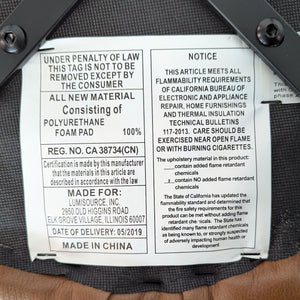 UNDER PENALTY OF LAW
THIS TAG IS NOT TO BE
REMOVED EXCEPT BY
THE CONSUMER
ALL NEW MATERIAL
Consisting of
POLYURETHANE
FOAM PAD 100%
REG. NO. CA 38734(CN)
Certification is made by this manufacturer
that the materials in this article are
described in accordance with the law
MADE FOR:
LUMISOURCE, INC.
2950 OLD HIGGINS ROAD
ELK GROVE VILLAGE, ILLINOIS 60007
DATE OF DELIVERY: 05/2019
MADE IN CHINA
NOTICE
THIS ARTICLE MEETS ALL
FLAMMABILITY REQUIREMENTS
OF CALIFORNIA BUREAU OF
ELECTRONIC AND APPLIANCE
REPAIR, HOME FURNISHINGS
AND THERMAL INSULATION
TECHNICAL BULLETINS
117-2013. CARE SHOULD BE
EXERCISED NEAR OPEN FLAME
OR WITH BURNING CIGARETTES.
The upholstery material in this product:
contain added flame retardant
chemicals
contain NO added flame retardant
chemicals
The State of California has updated the
flammability standard and determined that
the fire safety requirements for this
product can be met without adding flame
retardant chemicals. The State has
identified many flame retardant chemicals
as being known to, or strongly suspected
of, adversely impacting human health or
development